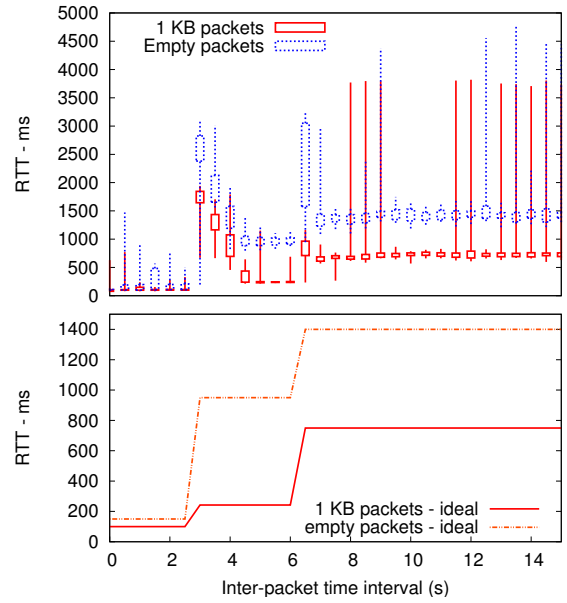 5000
4500
4000
3500
3000
2500
2000
1500
1000
500
0
RTT - ms
1 KB packets
Empty packets
1400
1200
1000
800
600
400
200
0
RTT - ms
1 KB packets - ideal
empty packets - ideal
0 2 4 6 8 10 12 14
Inter-packet time interval (s)